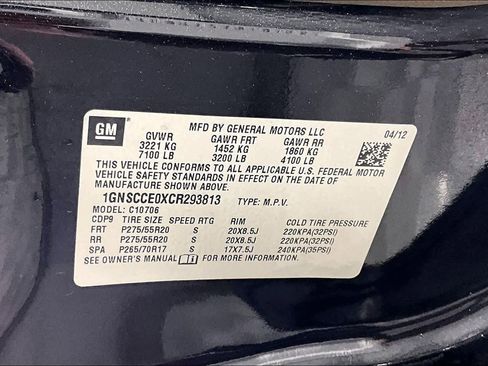 GM
MFD BY GENERAL MOTORS LLC 04/12
GVWR GAWR FRT GAWR RR
3221 KG 1452 KG 1860 KG
7100 LB 3200 LB 4100 LB
THIS VEHICLE CONFORMS TO ALL APPLICABLE U.S. FEDERAL
VEHICLE SAFETY STANDARDS IN EFFECT ON THE DATE OF
MANUFACTURE SHOWN ABOVE.
1GNSCCE0XCR293813 TYPE: M.P.V.
MODEL: C10706
CDP9 TIRE SIZE SPEED RTG RIM COLD TIRE PRESSURE
FRT P275/55R20 S 20X8.5J 220KPA(32PSI)
RR P275/55R20 S 20X8.5J 220KPA(32PSI)
SPA P265/70R17 S 17X7.5J 240KPA(35PSI)
SEE OWNER'S MANUAL FOR MORE INFORMATION.